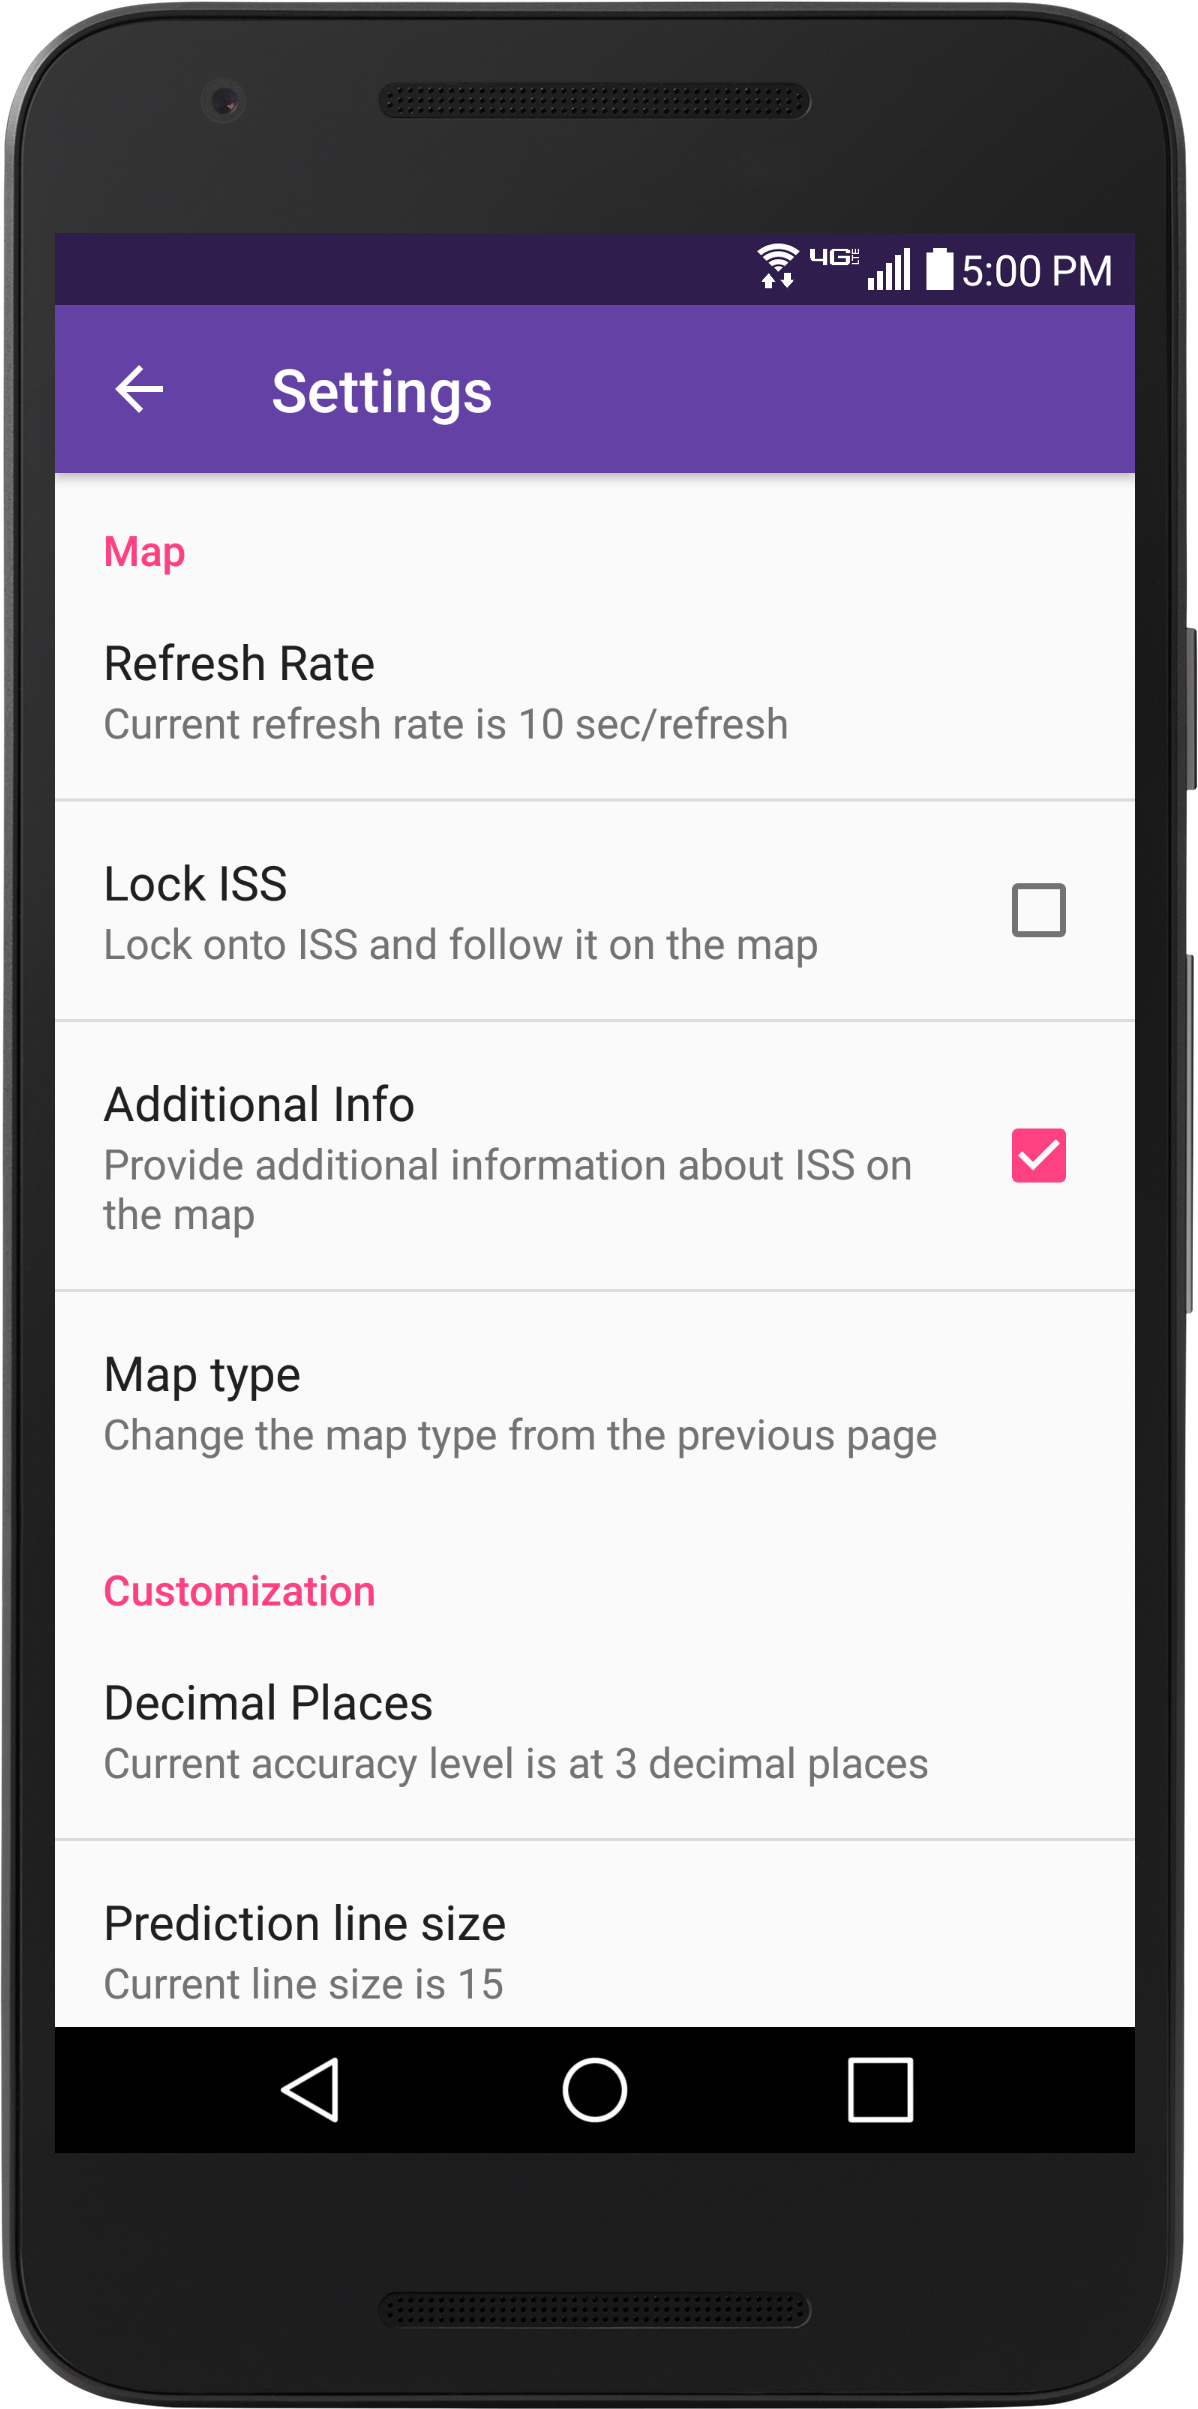 4G LTE 5:00 PM
Settings
Map
Refresh Rate
Current refresh rate is 10 sec/refresh
Lock ISS
Lock onto ISS and follow it on the map
Additional Info
Provide additional information about ISS on
the map
Map type
Change the map type from the previous page
Customization
Decimal Places
Current accuracy level is at 3 decimal places
Prediction line size
Current line size is 15